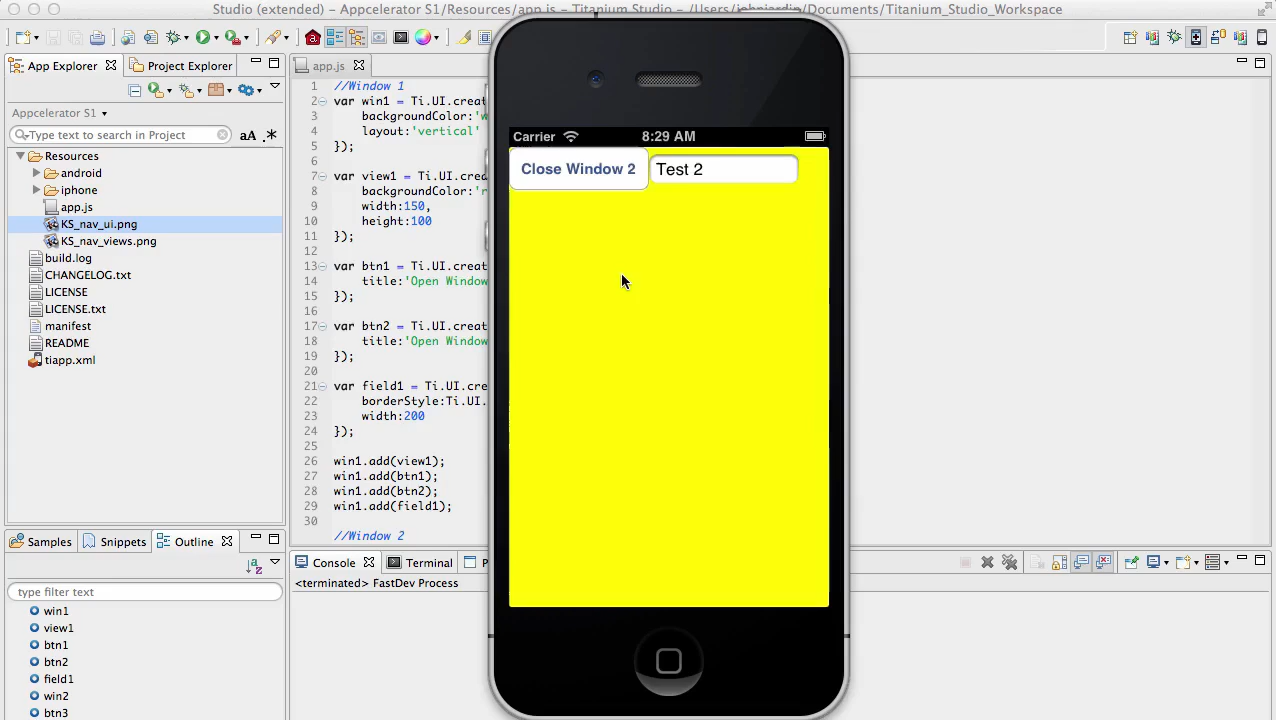 Studio (extended) - Appcelerator S1/Resources/app.js - Titanium Studio - /Users/johnjardin/Documents/Titanium_Studio_Workspace
App Explorer
Project Explorer
Appcelerator S1
Type text to search in Project
aA .*
Resources
android
iphone
app.js
KS_nav_ui.png
KS_nav_views.png
build.log
CHANGELOG.txt
LICENSE
LICENSE.txt
manifest
README
tiapp.xml
Samples
Snippets
Outline
type filter text
win1
view1
btn1
btn2
field1
win2
btn3
app.js
1 //Window 1
2 var win1 = Ti.UI.creat
3 backgroundColor:'w
4 layout:'vertical'
5 });
6
7 var view1 = Ti.UI.crea
8 backgroundColor:'r
9 width:150,
10 height:100
11 });
12
13 var btn1 = Ti.UI.creat
14 title:'Open Window
15 });
16
17 var btn2 = Ti.UI.creat
18 title:'Open Window
19 });
20
21 var field1 = Ti.UI.cre
22 borderStyle:Ti.UI.
23 width:200
24 });
25
26 win1.add(view1);
27 win1.add(btn1);
28 win1.add(btn2);
29 win1.add(field1);
30
//Window 2
Console
Terminal
P
<terminated> FastDev Process
Carrier
8:29 AM
Close Window 2
Test 2